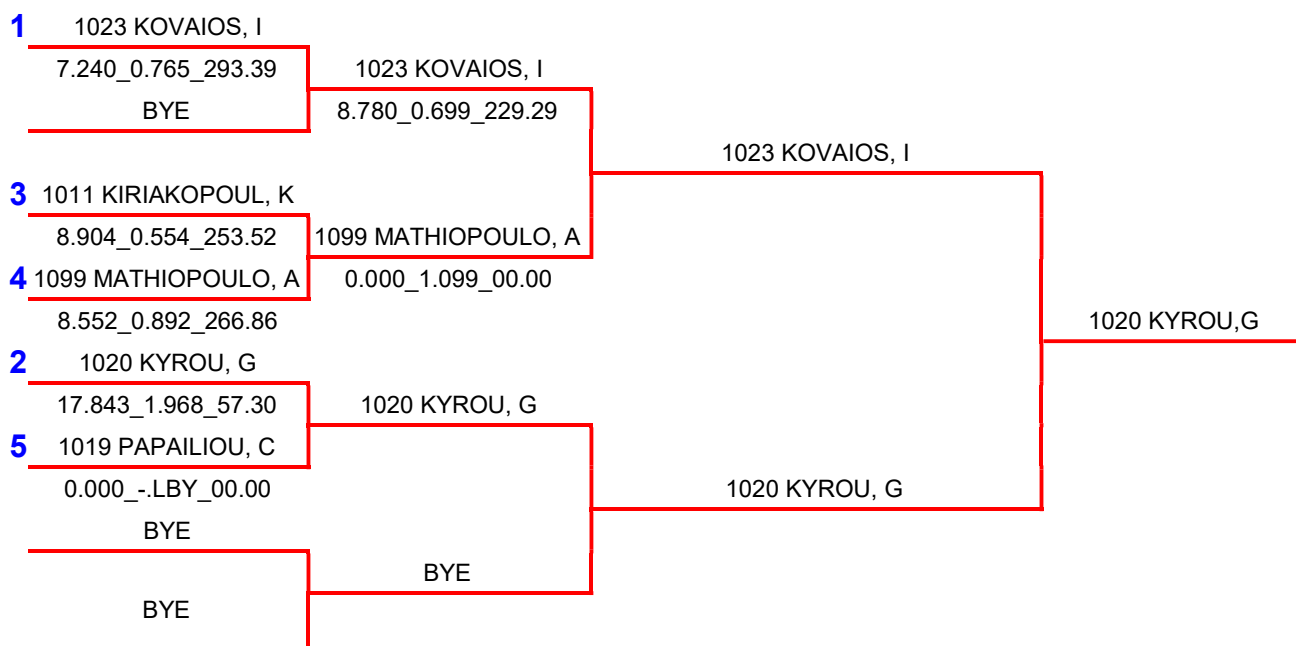 1 1023 KOVAIOS, I
7.240_0.765_293.39
BYE
1023 KOVAIOS, I
8.780_0.699_229.29
3 1011 KIRIAKOPOUL, K
8.904_0.554_253.52
4 1099 MATHIOPOULO, A
8.552_0.892_266.86
1099 MATHIOPOULO, A
0.000_1.099_00.00
1023 KOVAIOS, I
2 1020 KYROU, G
17.843_1.968_57.30
5 1019 PAPAILIOU, C
0.000_-.LBY_00.00
1020 KYROU, G
BYE
BYE
BYE
1020 KYROU, G
1020 KYROU,G